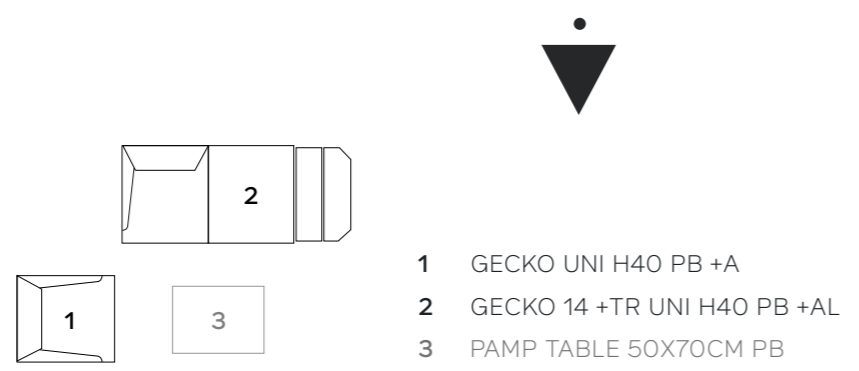 2
1
3
1 GECKO UNI H40 PB +A
2 GECKO 14 +TR UNI H40 PB +AL
3 PAMP TABLE 50X70CM PB